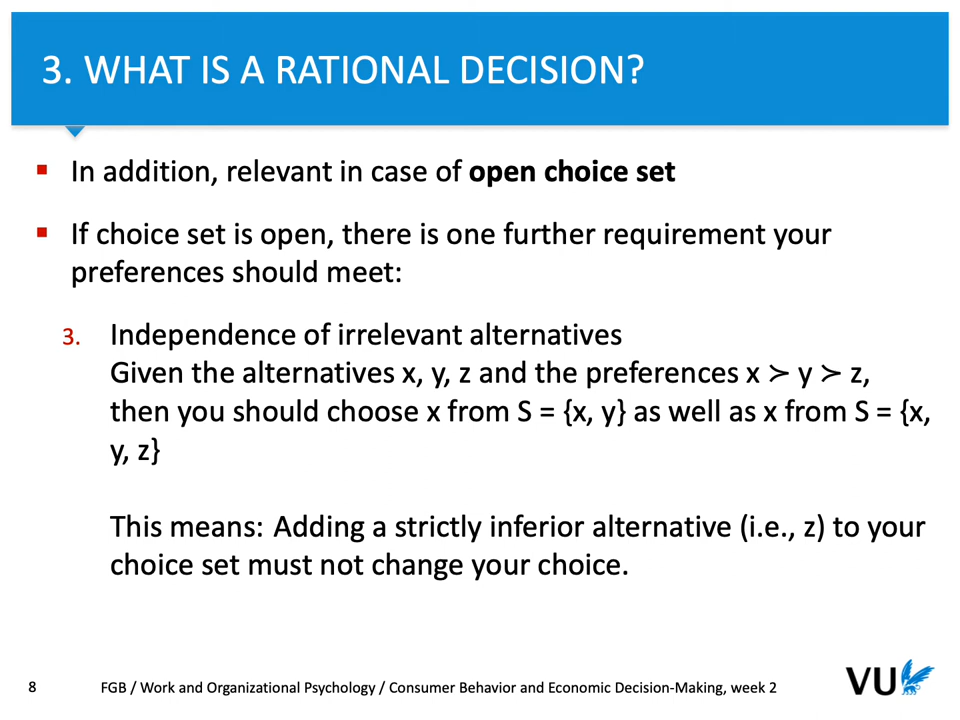 3. WHAT IS A RATIONAL DECISION?
▪ In addition, relevant in case of open choice set
▪ If choice set is open, there is one further requirement your
preferences should meet:
3. Independence of irrelevant alternatives
Given the alternatives x, y, z and the preferences x ≻ y ≻ z,
then you should choose x from S = {x, y} as well as x from S = {x,
y, z}
This means: Adding a strictly inferior alternative (i.e., z) to your
choice set must not change your choice.
8 FGB / Work and Organizational Psychology / Consumer Behavior and Economic Decision-Making, week 2
VU